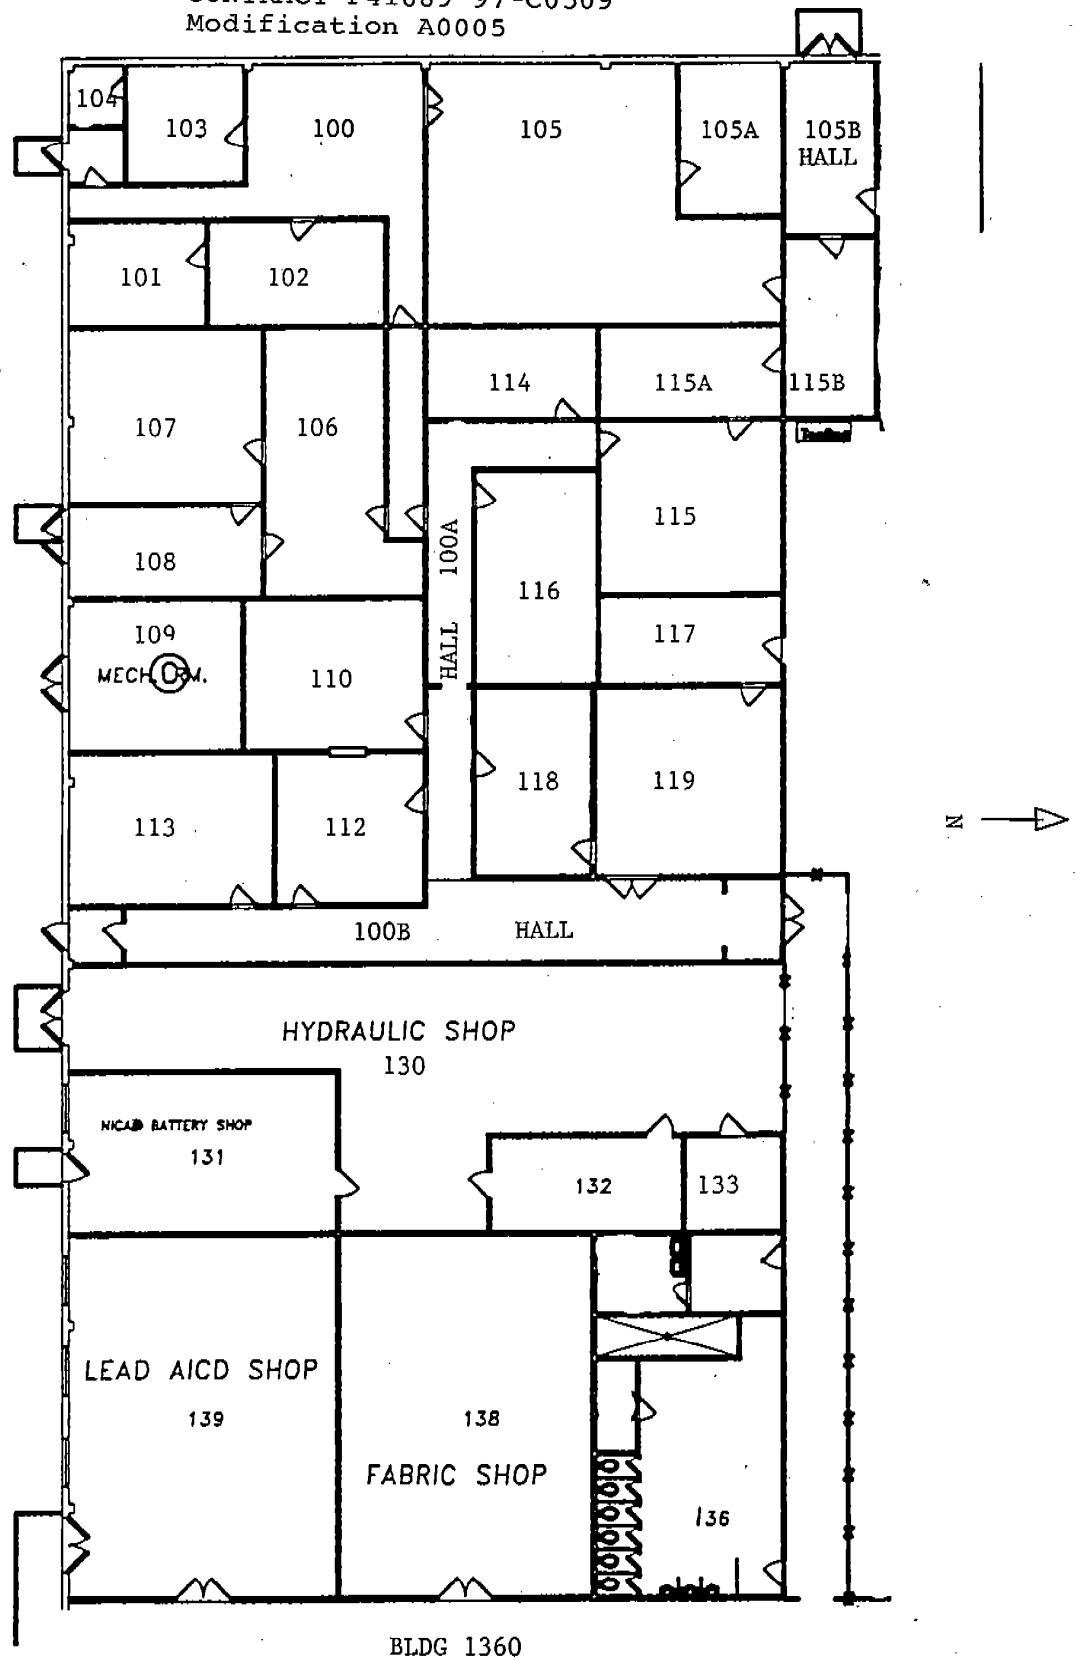 Modification A0005
104
103
100
105
105A
105B
HALL
101
102
107
106
114
115A
115B
115
108
HALL 100A
116
109
MECH. RM.
110
117
118
119
113
112
N
100B HALL
HYDRAULIC SHOP
130
NICAD BATTERY SHOP
131
132
133
LEAD AICD SHOP
139
138
FABRIC SHOP
136
BLDG 1360